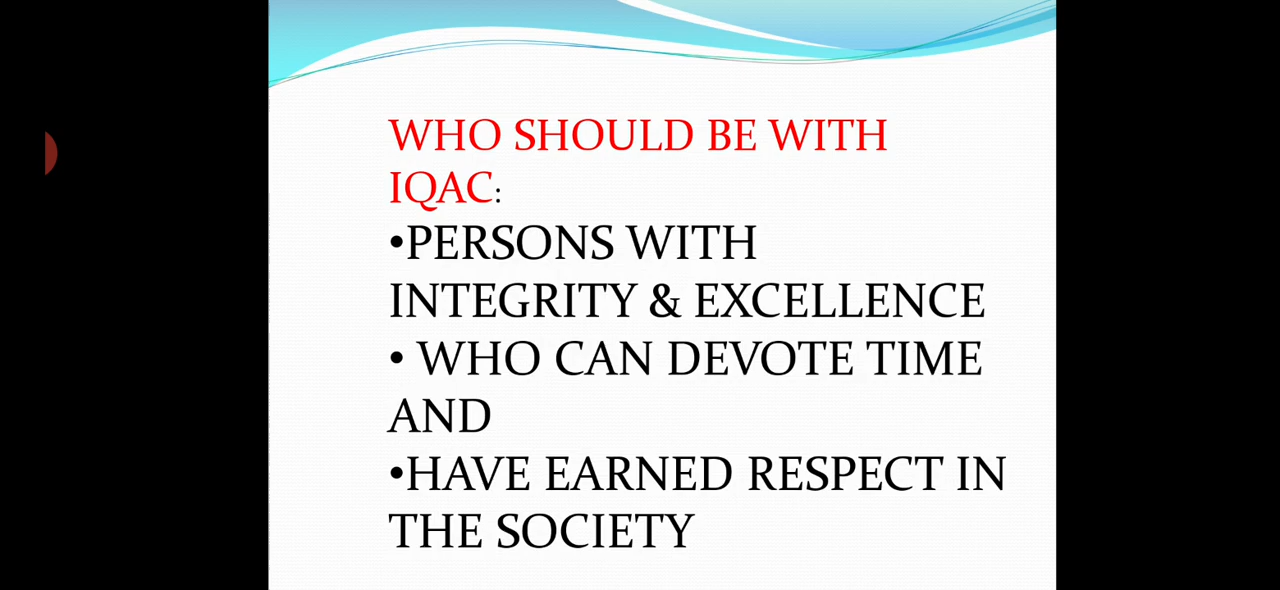 WHO SHOULD BE WITH
IQAC:
•PERSONS WITH
INTEGRITY & EXCELLENCE
• WHO CAN DEVOTE TIME
AND
•HAVE EARNED RESPECT IN
THE SOCIETY